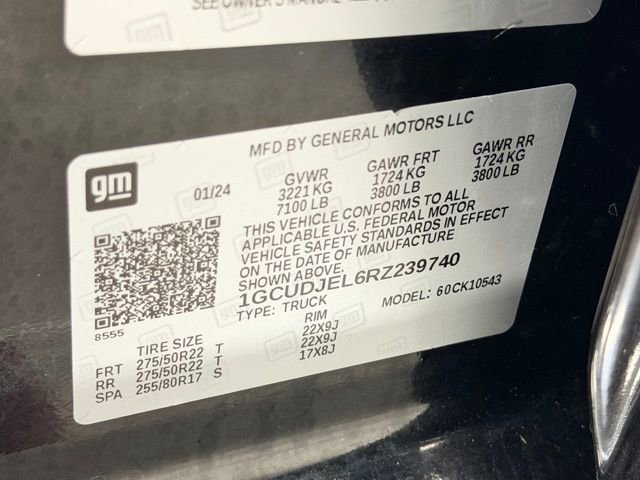 SEE OWNER'S MANUAL
gm
MFD BY GENERAL MOTORS LLC
01/24
GVWR
3221 KG
7100 LB
GAWR FRT
1724 KG
3800 LB
GAWR RR
1724 KG
3800 LB
THIS VEHICLE CONFORMS TO ALL
APPLICABLE U.S. FEDERAL MOTOR
VEHICLE SAFETY STANDARDS IN EFFECT
ON THE DATE OF MANUFACTURE
SHOWN ABOVE.
1GCUDJEL6RZ239740
TYPE: TRUCK
MODEL: 60CK10543
8555
TIRE SIZE RIM
FRT 275/50R22 T 22X9J
RR 275/50R22 T 22X9J
SPA 255/80R17 S 17X8J